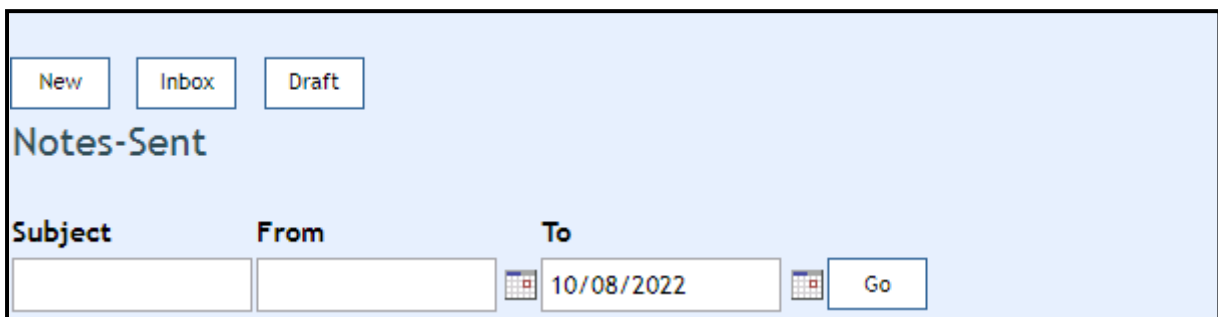 New Inbox Draft
Notes-Sent
Subject From To
10/08/2022 Go